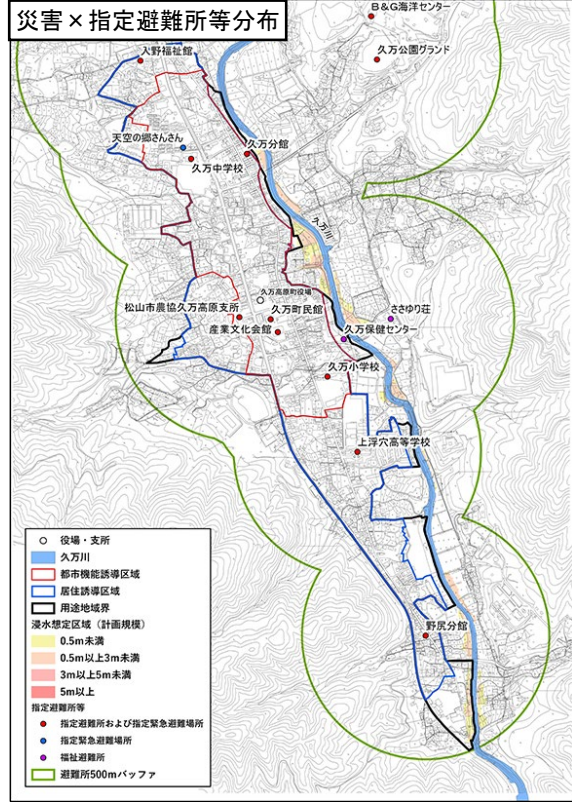 災害×指定避難所等分布
B&G海洋センター
入野福祉館
久万公園グランド
天空の郷さんさん
久万分館
久万中学校
久万川
ささゆり荘
久万高原町役場
松山市農協久万高原支所
久万町民館
産業文化会館
久万保健センター
久万小学校
上浮穴高等学校
野尻分館
役場・支所
久万川
都市機能誘導区域
居住誘導区域
用途地域界
浸水想定区域（計画規模）
0.5m未満
0.5m以上3m未満
3m以上5m未満
5m以上
指定避難所等
指定避難所および指定緊急避難場所
指定緊急避難場所
福祉避難所
避難所500mバッファ